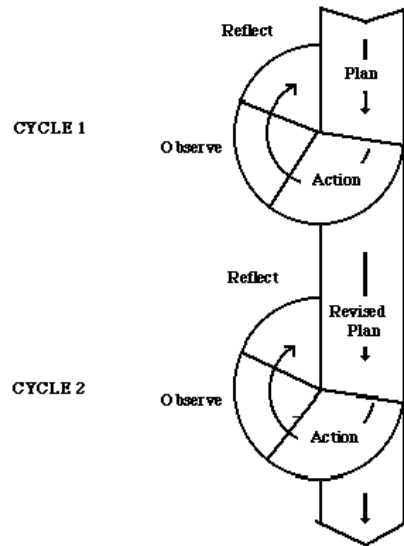 Reflect
Plan
CYCLE 1
Observe
Action
Reflect
Revised
Plan
CYCLE 2
Observe
Action